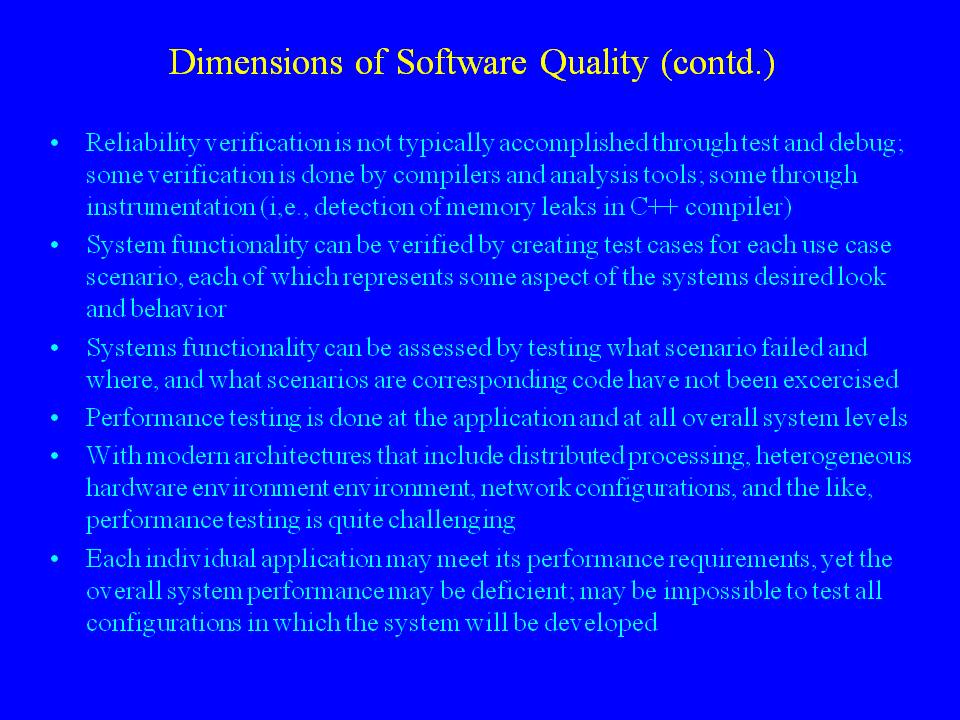 Dimensions of Software Quality (contd.)
• Reliability verification is not typically accomplished through test and debug;
some verification is done by compilers and analysis tools; some through
instrumentation (i,e., detection of memory leaks in C++ compiler)
• System functionality can be verified by creating test cases for each use case
scenario, each of which represents some aspect of the systems desired look
and behavior
• Systems functionality can be assessed by testing what scenario failed and
where, and what scenarios are corresponding code have not been excercised
• Performance testing is done at the application and at all overall system levels
• With modern architectures that include distributed processing, heterogeneous
hardware environment environment, network configurations, and the like,
performance testing is quite challenging
• Each individual application may meet its performance requirements, yet the
overall system performance may be deficient; may be impossible to test all
configurations in which the system will be developed